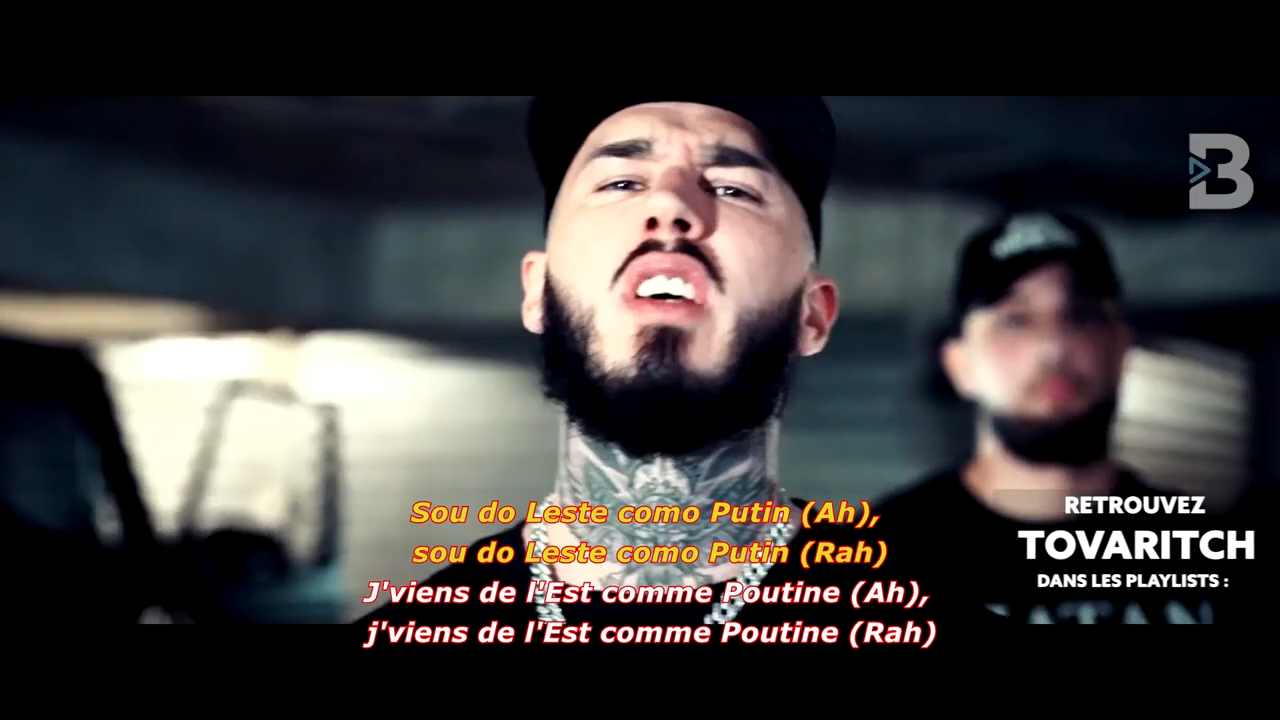 B
RETROUVEZ
TOVARITCH
DANS LES PLAYLISTS :
Sou do Leste como Putin (Ah),
sou do Leste como Putin (Rah)
J'viens de l'Est comme Poutine (Ah),
j'viens de l'Est comme Poutine (Rah)